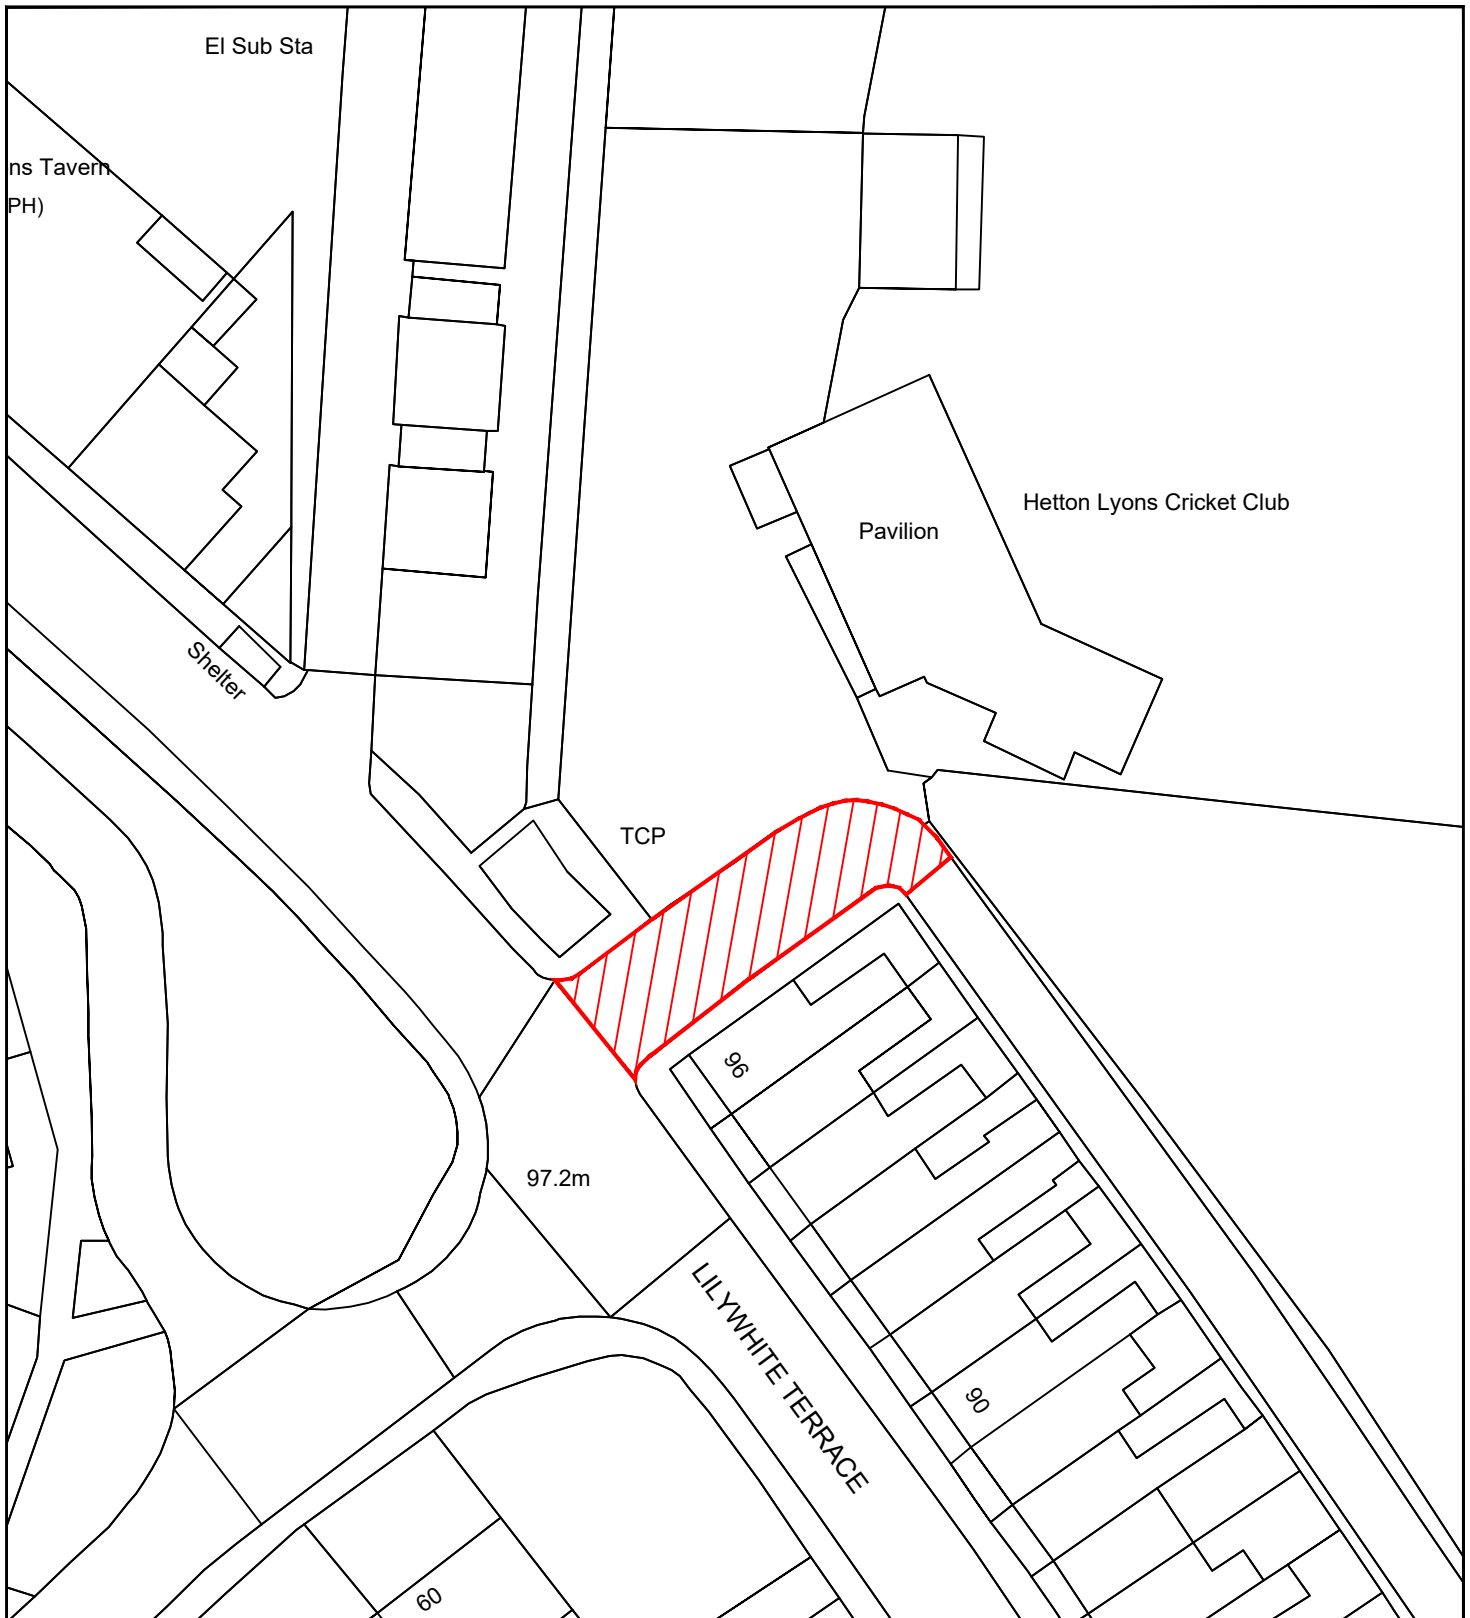 El Sub Sta
ns Tavern
PH)
Hetton Lyons Cricket Club
Pavilion
Shelter
TCP
96
97.2m
LILYWHITE TERRACE
90
60